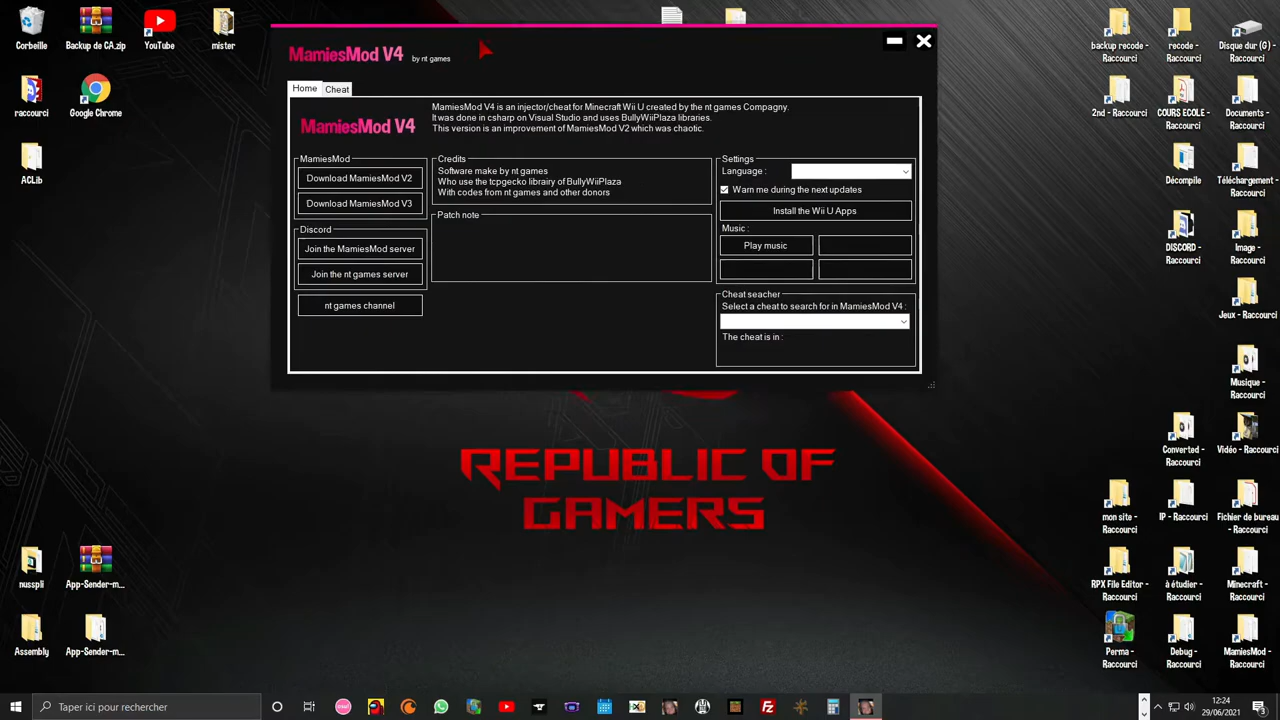 Corbeille
Backup de CA.zip
YouTube
mister
raccourci
Google Chrome
ACLib
MamiesMod V4
by nt games
Home
Cheat
MamiesMod V4
MamiesMod V4 is an injector/cheat for Minecraft Wii U created by the nt games Compagny.
It was done in csharp on Visual Studio and uses BullyWiiPlaza libraries.
This version is an improvement of MamiesMod V2 which was chaotic.
MamiesMod
Download MamiesMod V2
Download MamiesMod V3
Discord
Join the MamiesMod server
Join the nt games server
nt games channel
Credits
Software make by nt games
Who use the tcpgecko librairy of BullyWiiPlaza
With codes from nt games and other donors
Patch note
Settings
Language :
Warn me during the next updates
Install the Wii U Apps
Music :
Play music
Cheat seacher
Select a cheat to search for in MamiesMod V4 :
The cheat is in :
REPUBLIC OF
GAMERS
backup recode -
Raccourci
recode -
Raccourci
Disque dur (G) -
Raccourci
2nd - Raccourci
COURS ECOLE -
Raccourci
Documents -
Raccourci
Décompile
Téléchargement -
Raccourci
DISCORD -
Raccourci
Image -
Raccourci
Jeux - Raccourci
Musique -
Raccourci
Converted -
Raccourci
Vidéo - Raccourci
mon site -
Raccourci
IP - Raccourci
Fichier de bureau -
Raccourci
RPX File Editor -
Raccourci
à étudier -
Raccourci
Minecraft -
Raccourci
Perma -
Raccourci
Debug -
Raccourci
MamiesMod -
Raccourci
nusspli
App-Sender-m...
Assembly
App-Sender-m...
Taper ici pour rechercher
12:24
29/06/2021